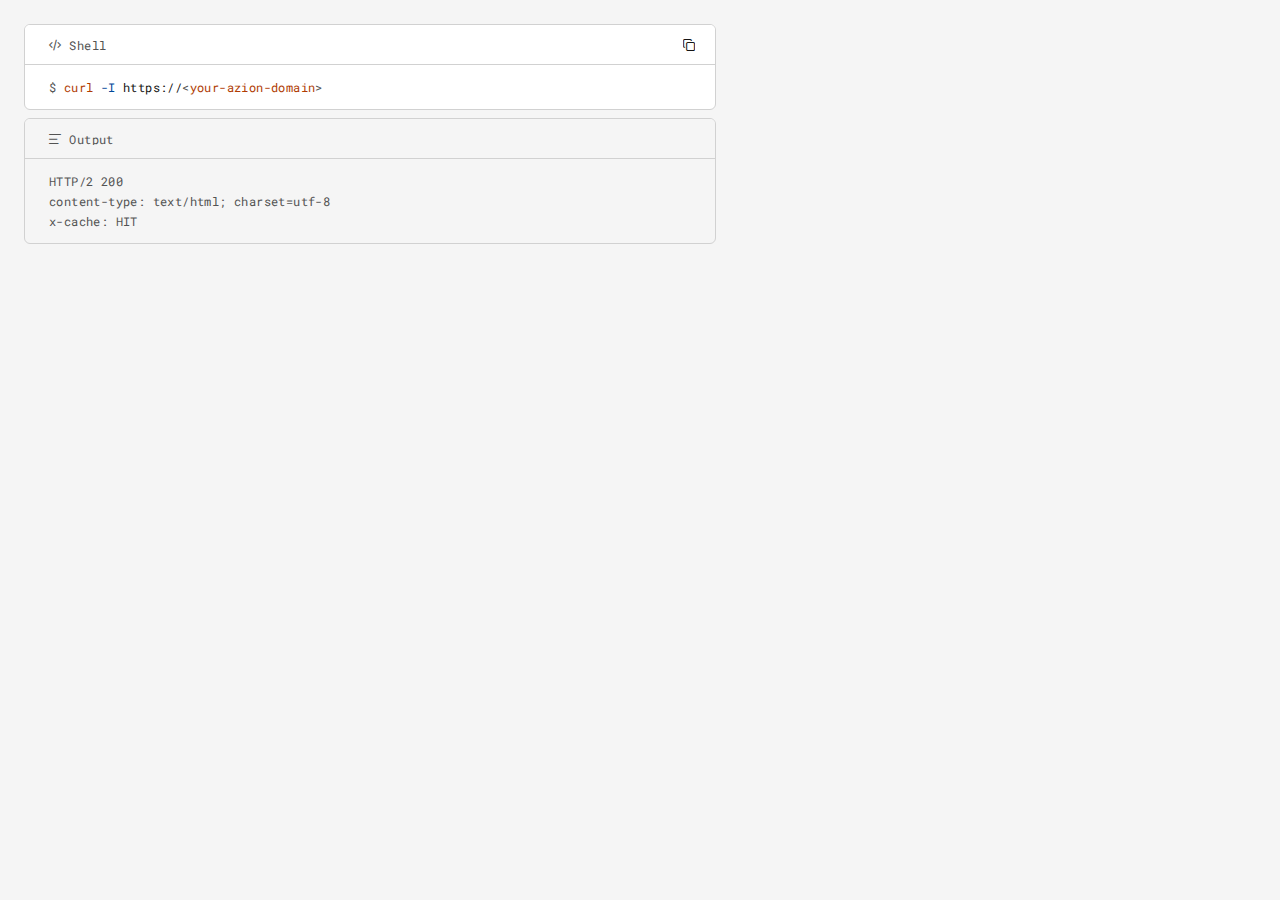 Shell
$ curl -I https://<your-azion-domain>
Output
HTTP/2 200
content-type: text/html; charset=utf-8
x-cache: HIT